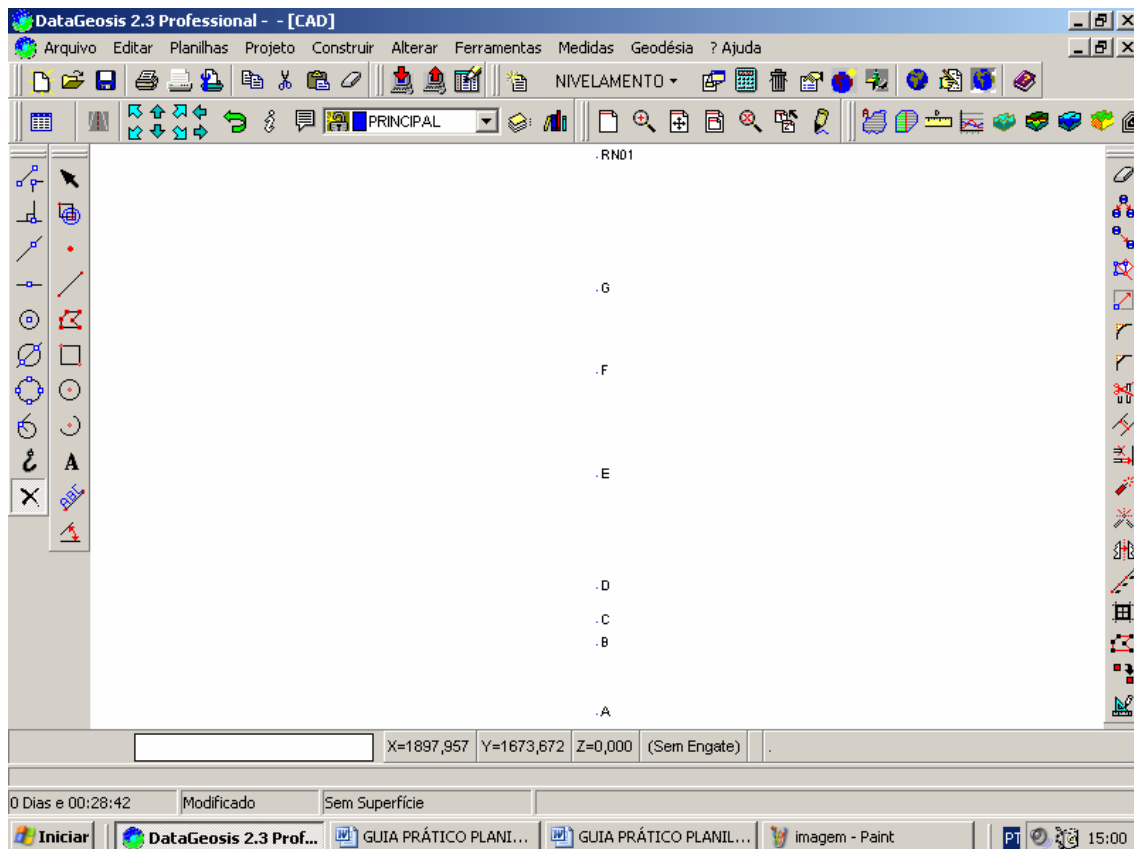 DataGeosis 2.3 Professional - - [CAD]
Arquivo Editar Planilhas Projeto Construir Alterar Ferramentas Medidas Geodésia ? Ajuda
NIVELAMENTO
PRINCIPAL
.RN01
.G
.F
.E
.D
.C
.B
.A
A
ABC
X=1897,957 Y=1673,672 Z=0,000 (Sem Engate) .
0 Dias e 00:28:42 Modificado Sem Superfície
Iniciar DataGeosis 2.3 Prof... GUIA PRÁTICO PLANI... GUIA PRÁTICO PLANIL... imagem - Paint PT 15:00